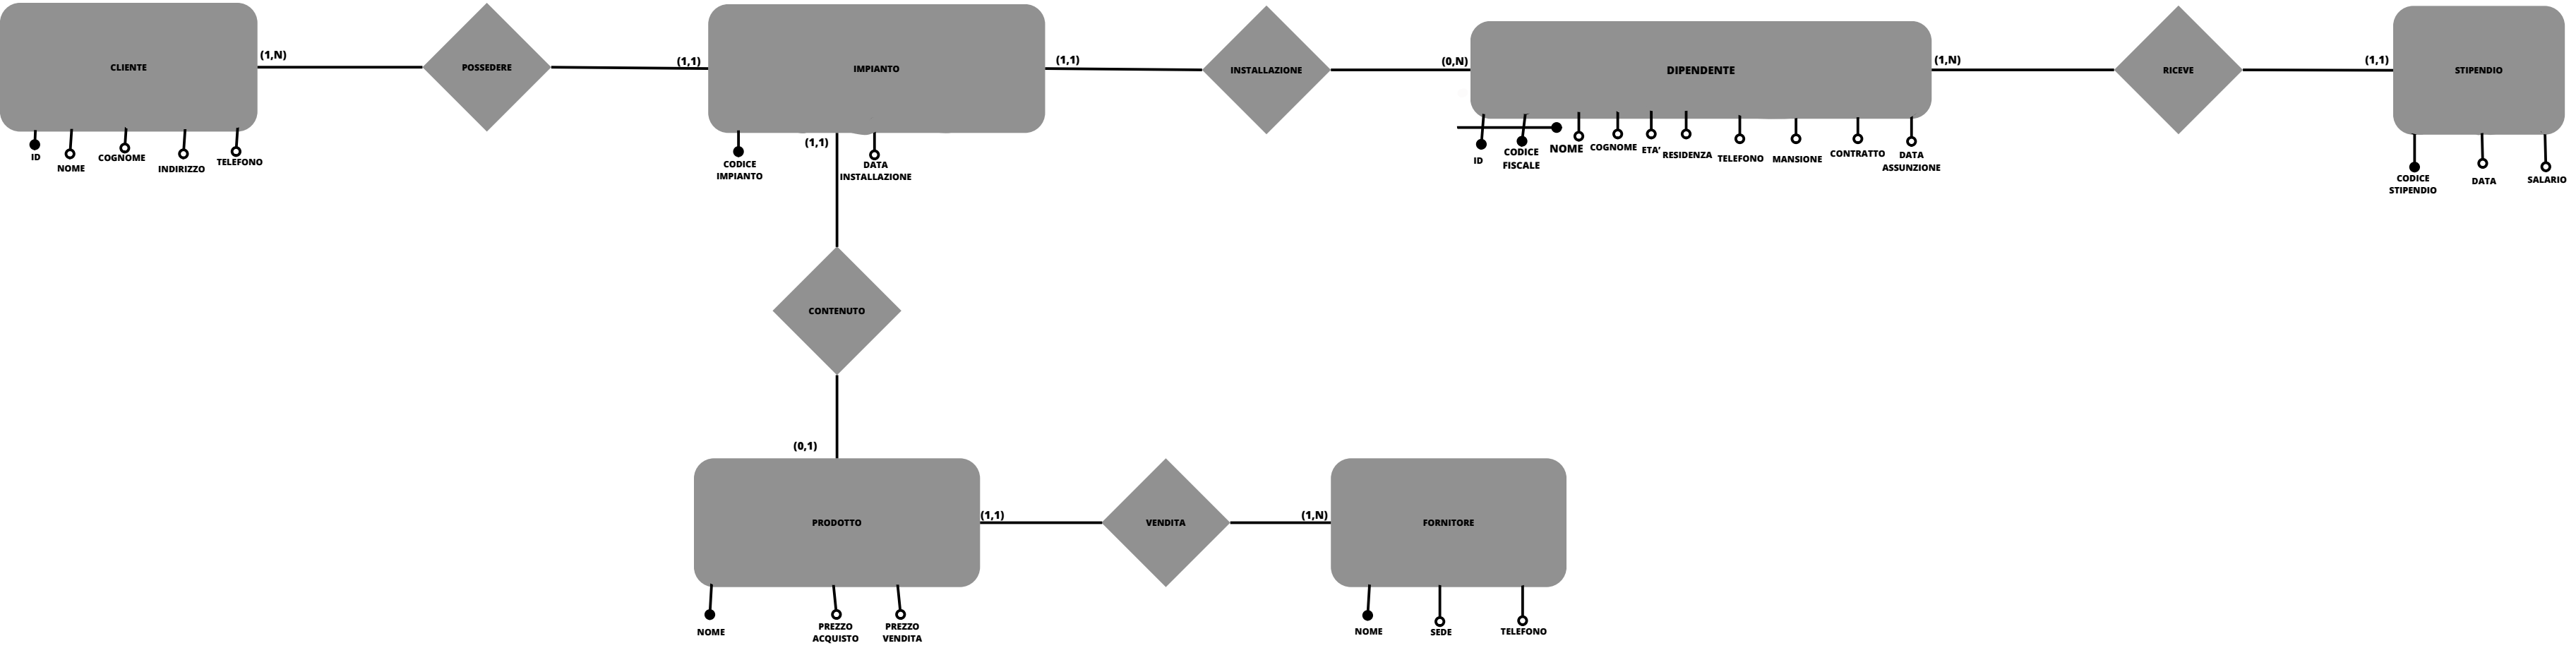 CLIENTE
(1,N)
POSSEDERE
(1,1)
IMPIANTO
(1,1)
INSTALLAZIONE
(0,N)
DIPENDENTE
(1,N)
RICEVE
(1,1)
STIPENDIO
ID
NOME
COGNOME
INDIRIZZO
TELEFONO
CODICE
IMPIANTO
(1,1)
DATA
INSTALLAZIONE
ID
CODICE
FISCALE
NOME
COGNOME
ETA'
RESIDENZA
TELEFONO
MANSIONE
CONTRATTO
DATA
ASSUNZIONE
CODICE
STIPENDIO
DATA
SALARIO
CONTENUTO
(0,1)
PRODOTTO
(1,1)
VENDITA
(1,N)
FORNITORE
NOME
PREZZO
ACQUISTO
PREZZO
VENDITA
NOME
SEDE
TELEFONO